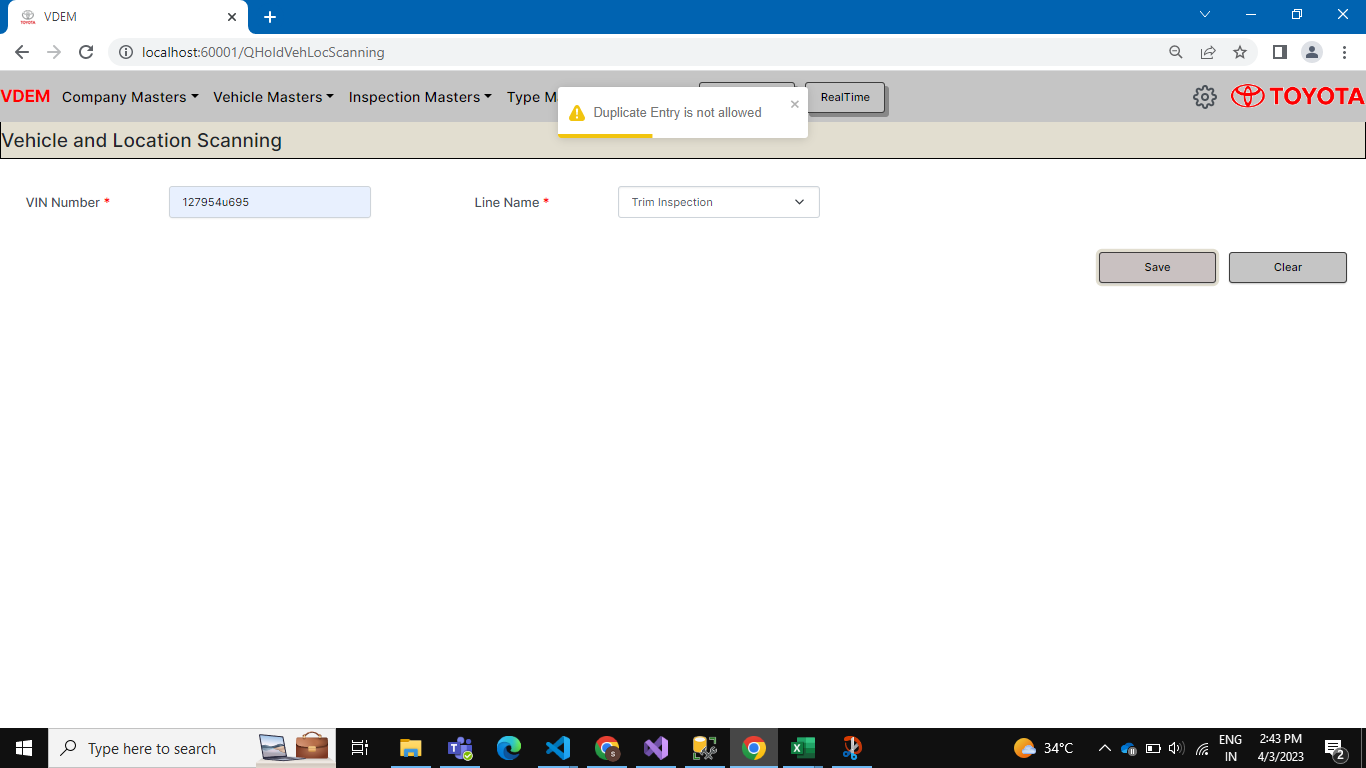 VDEM
localhost:60001/QHoldVehLocScanning
VDEM Company Masters Vehicle Masters Inspection Masters Type M RealTime TOYOTA
Duplicate Entry is not allowed
Vehicle and Location Scanning
VIN Number * 127954u695 Line Name * Trim Inspection
Save Clear
Type here to search
34°C
ENG
IN
2:43 PM
4/3/2023
2